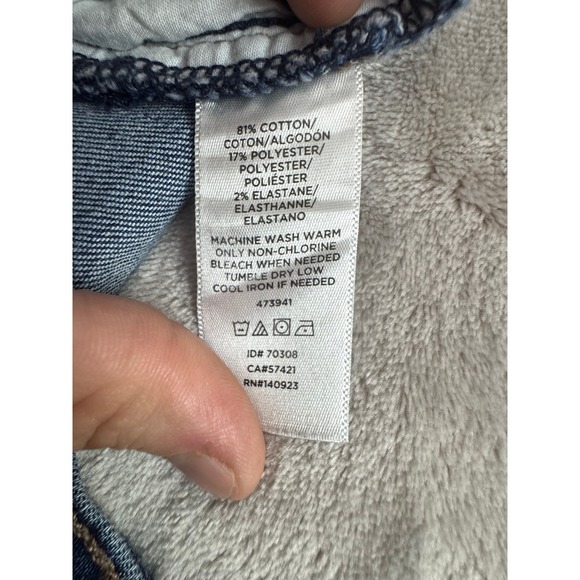 81% COTTON/
COTON/ALGODÓN
17% POLYESTER/
POLYESTER/
POLIÉSTER
2% ELASTANE/
ELASTHANNE/
ELASTANO
MACHINE WASH WARM
ONLY NON-CHLORINE
BLEACH WHEN NEEDED
TUMBLE DRY LOW
COOL IRON IF NEEDED
473941
ID# 70308
CA#57421
RN#140923